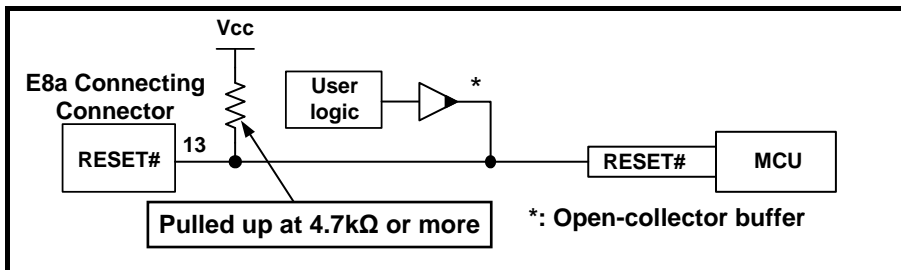 Vcc
E8a Connecting
Connector
User
logic
*
RESET#
13
RESET#
MCU
Pulled up at 4.7kΩ or more
*: Open-collector buffer